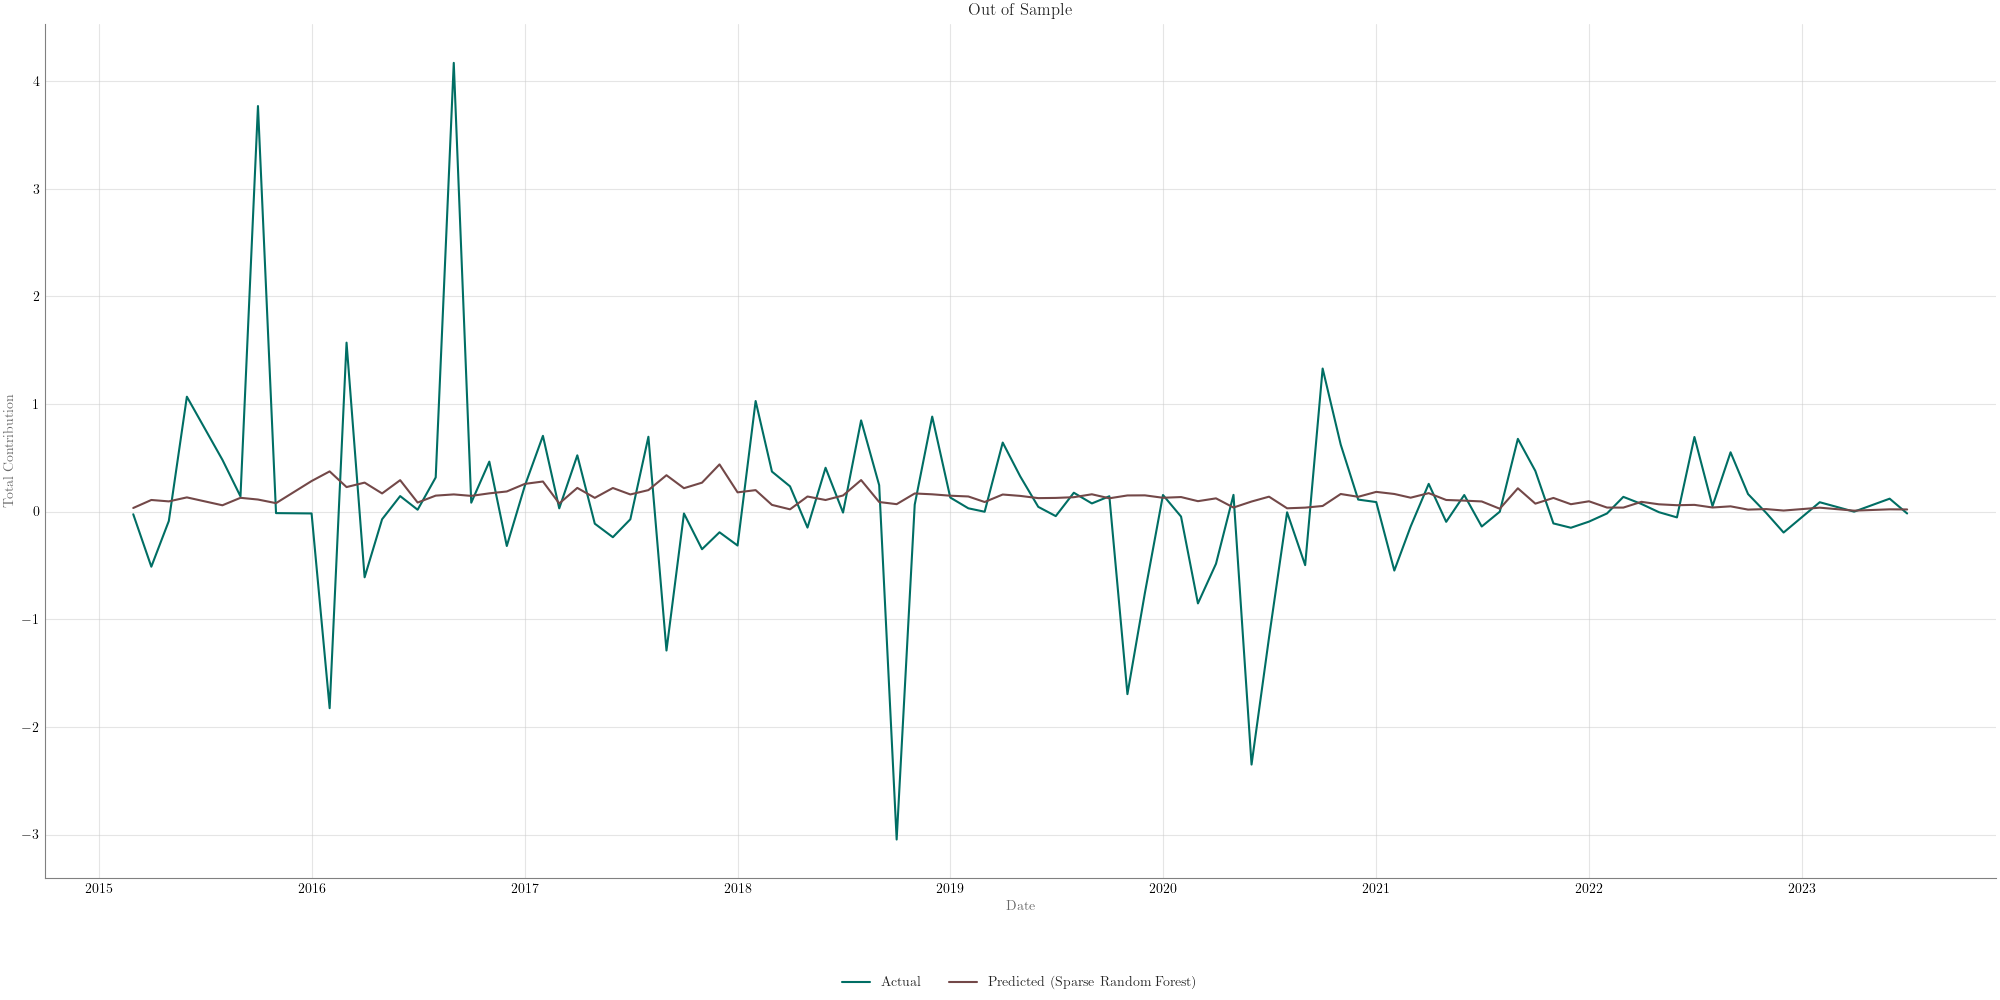 Out of Sample
4
3
2
1
0
−1
−2
−3
Total Contribution
2015 2016 2017 2018 2019 2020 2021 2022 2023
Date
Actual Predicted (Sparse Random Forest)